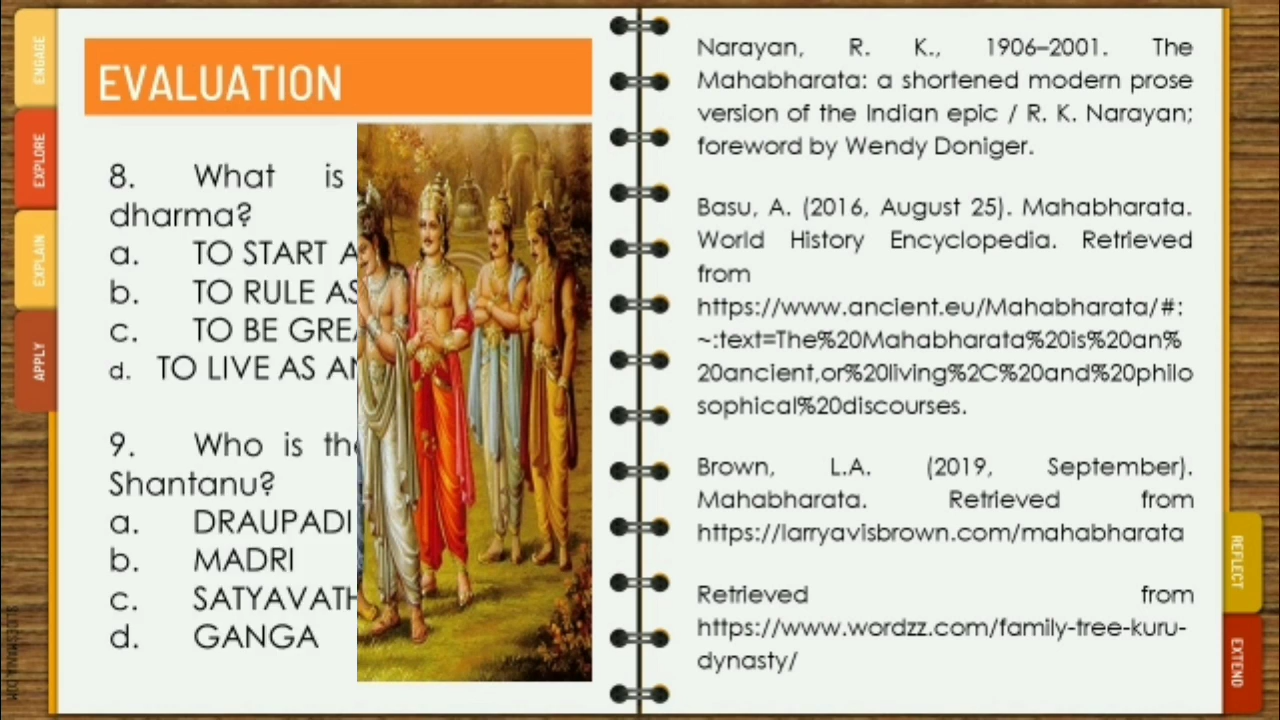 ENGAGE
EXPLORE
EXPLAIN
APPLY
EVALUATION
8. What is
dharma?
a. TO START A
b. TO RULE AS
c. TO BE GREA
d. TO LIVE AS AN
9. Who is the
Shantanu?
a. DRAUPADI
b. MADRI
c. SATYAVATH
d. GANGA
Narayan, R. K., 1906–2001. The
Mahabharata: a shortened modern prose
version of the Indian epic / R. K. Narayan;
foreword by Wendy Doniger.
Basu, A. (2016, August 25). Mahabharata.
World History Encyclopedia. Retrieved
from
https://www.ancient.eu/Mahabharata/#:
~:text=The%20Mahabharata%20is%20an%
20ancient,or%20living%2C%20and%20philo
sophical%20discourses.
Brown, L.A. (2019, September).
Mahabharata. Retrieved from
https://larryavisbrown.com/mahabharata
Retrieved from
https://www.wordzz.com/family-tree-kuru-
dynasty/
REFLECT
EXTEND
SLIDESMANIA.COM